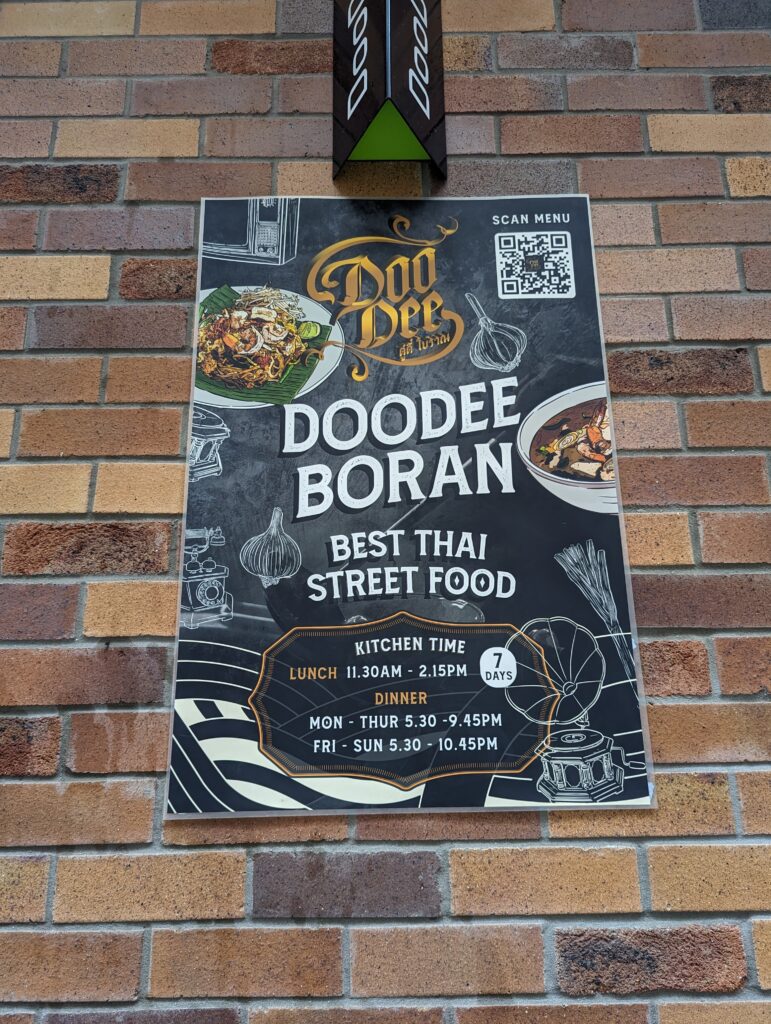 SCAN MENU
Doo
Dee
ดูดี โบราณ
DOODEE
BORAN
BEST THAI
STREET FOOD
KITCHEN TIME
LUNCH 11.30AM - 2.15PM
7
DAYS
DINNER
MON - THUR 5.30 -9.45PM
FRI - SUN 5.30 - 10.45PM